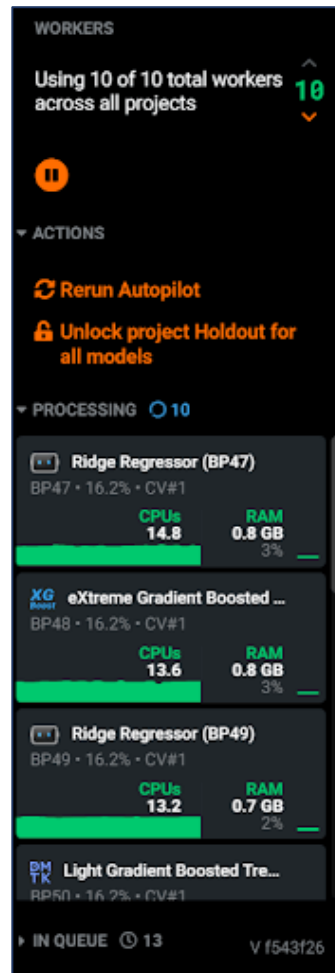 WORKERS
Using 10 of 10 total workers
across all projects
10
ACTIONS
Rerun Autopilot
Unlock project Holdout for
all models
PROCESSING 10
Ridge Regressor (BP47)
BP47 • 16.2% • CV#1
CPUs RAM
14.8 0.8 GB
3%
XG Boost eXtreme Gradient Boosted ...
BP48 • 16.2% • CV#1
CPUs RAM
13.6 0.8 GB
3%
Ridge Regressor (BP49)
BP49 • 16.2% • CV#1
CPUs RAM
13.2 0.7 GB
2%
DMTK Light Gradient Boosted Tre...
BP50 • 16.2% • CV#1
IN QUEUE 13
V f543f26